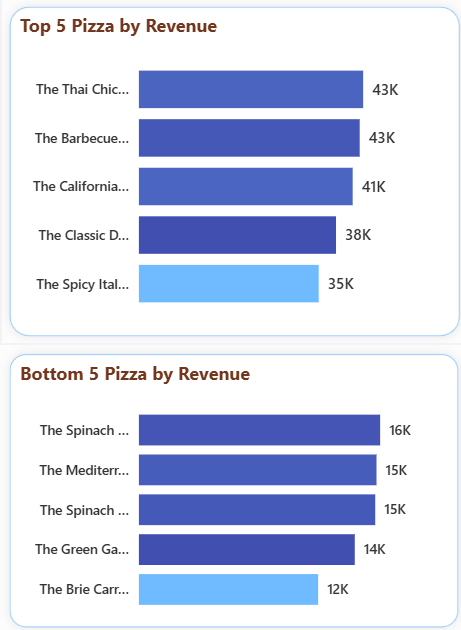 Top 5 Pizza by Revenue
The Thai Chic... 43K
The Barbecue... 43K
The California... 41K
The Classic D... 38K
The Spicy Ital... 35K
Bottom 5 Pizza by Revenue
The Spinach ... 16K
The Mediterr... 15K
The Spinach ... 15K
The Green Ga... 14K
The Brie Carr... 12K